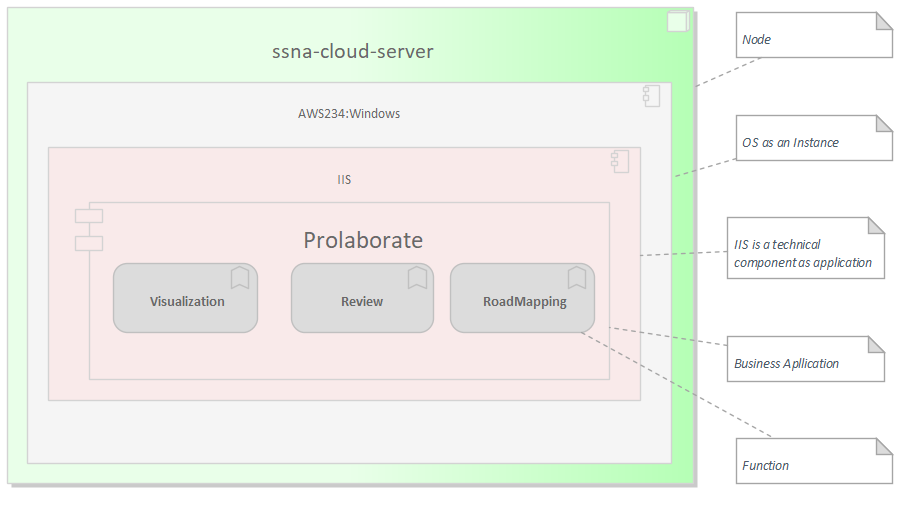 ssna-cloud-server
AWS234:Windows
IIS
Prolaborate
Visualization
Review
RoadMapping
Node
OS as an Instance
IIS is a technical
component as application
Business Apllication
Function